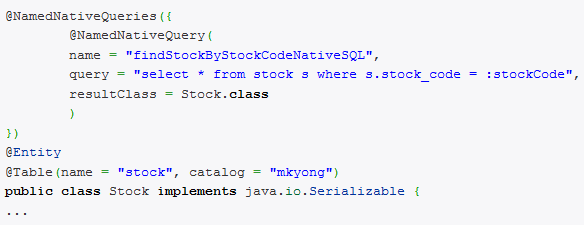 @NamedNativeQueries({
@NamedNativeQuery(
name = "findStockByStockCodeNativeSQL",
query = "select * from stock s where s.stock_code = :stockCode",
resultClass = Stock.class
)
})
@Entity
@Table(name = "stock", catalog = "mkyong")
public class Stock implements java.io.Serializable {
...